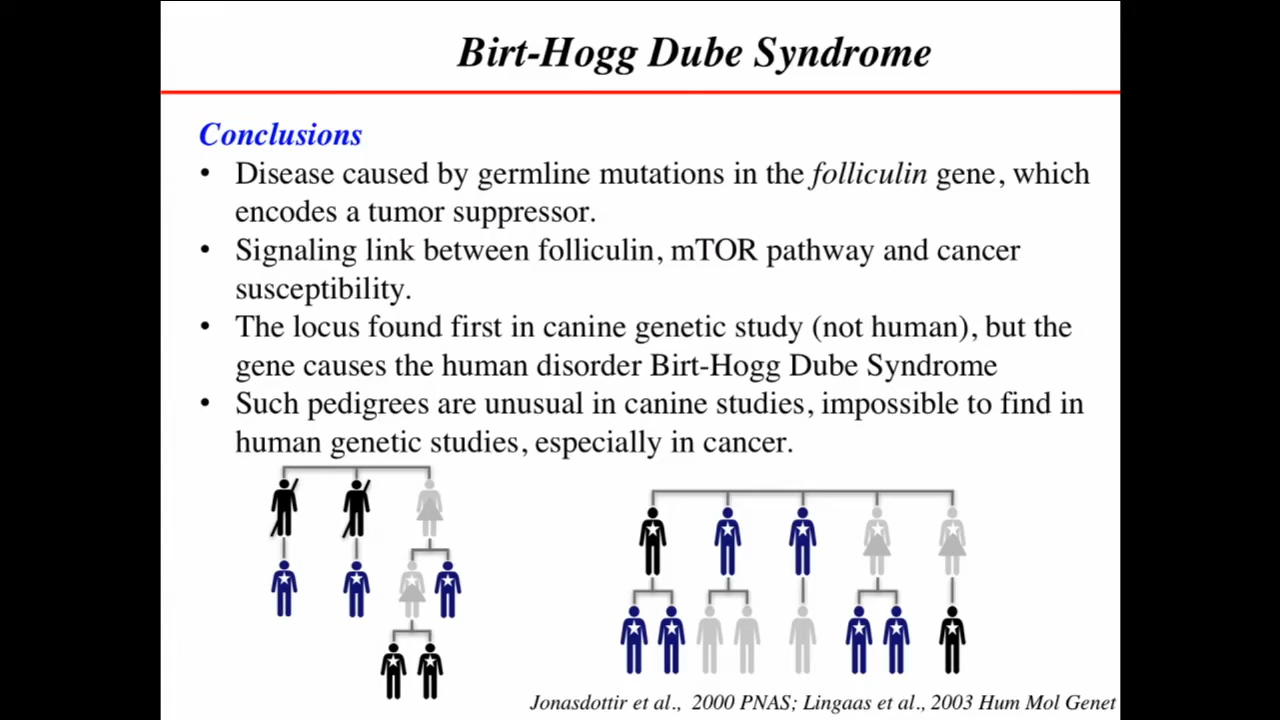 Birt-Hogg Dube Syndrome
Conclusions
• Disease caused by germline mutations in the folliculin gene, which
encodes a tumor suppressor.
• Signaling link between folliculin, mTOR pathway and cancer
susceptibility.
• The locus found first in canine genetic study (not human), but the
gene causes the human disorder Birt-Hogg Dube Syndrome
• Such pedigrees are unusual in canine studies, impossible to find in
human genetic studies, especially in cancer.
Jonasdottir et al., 2000 PNAS; Lingaas et al., 2003 Hum Mol Genet